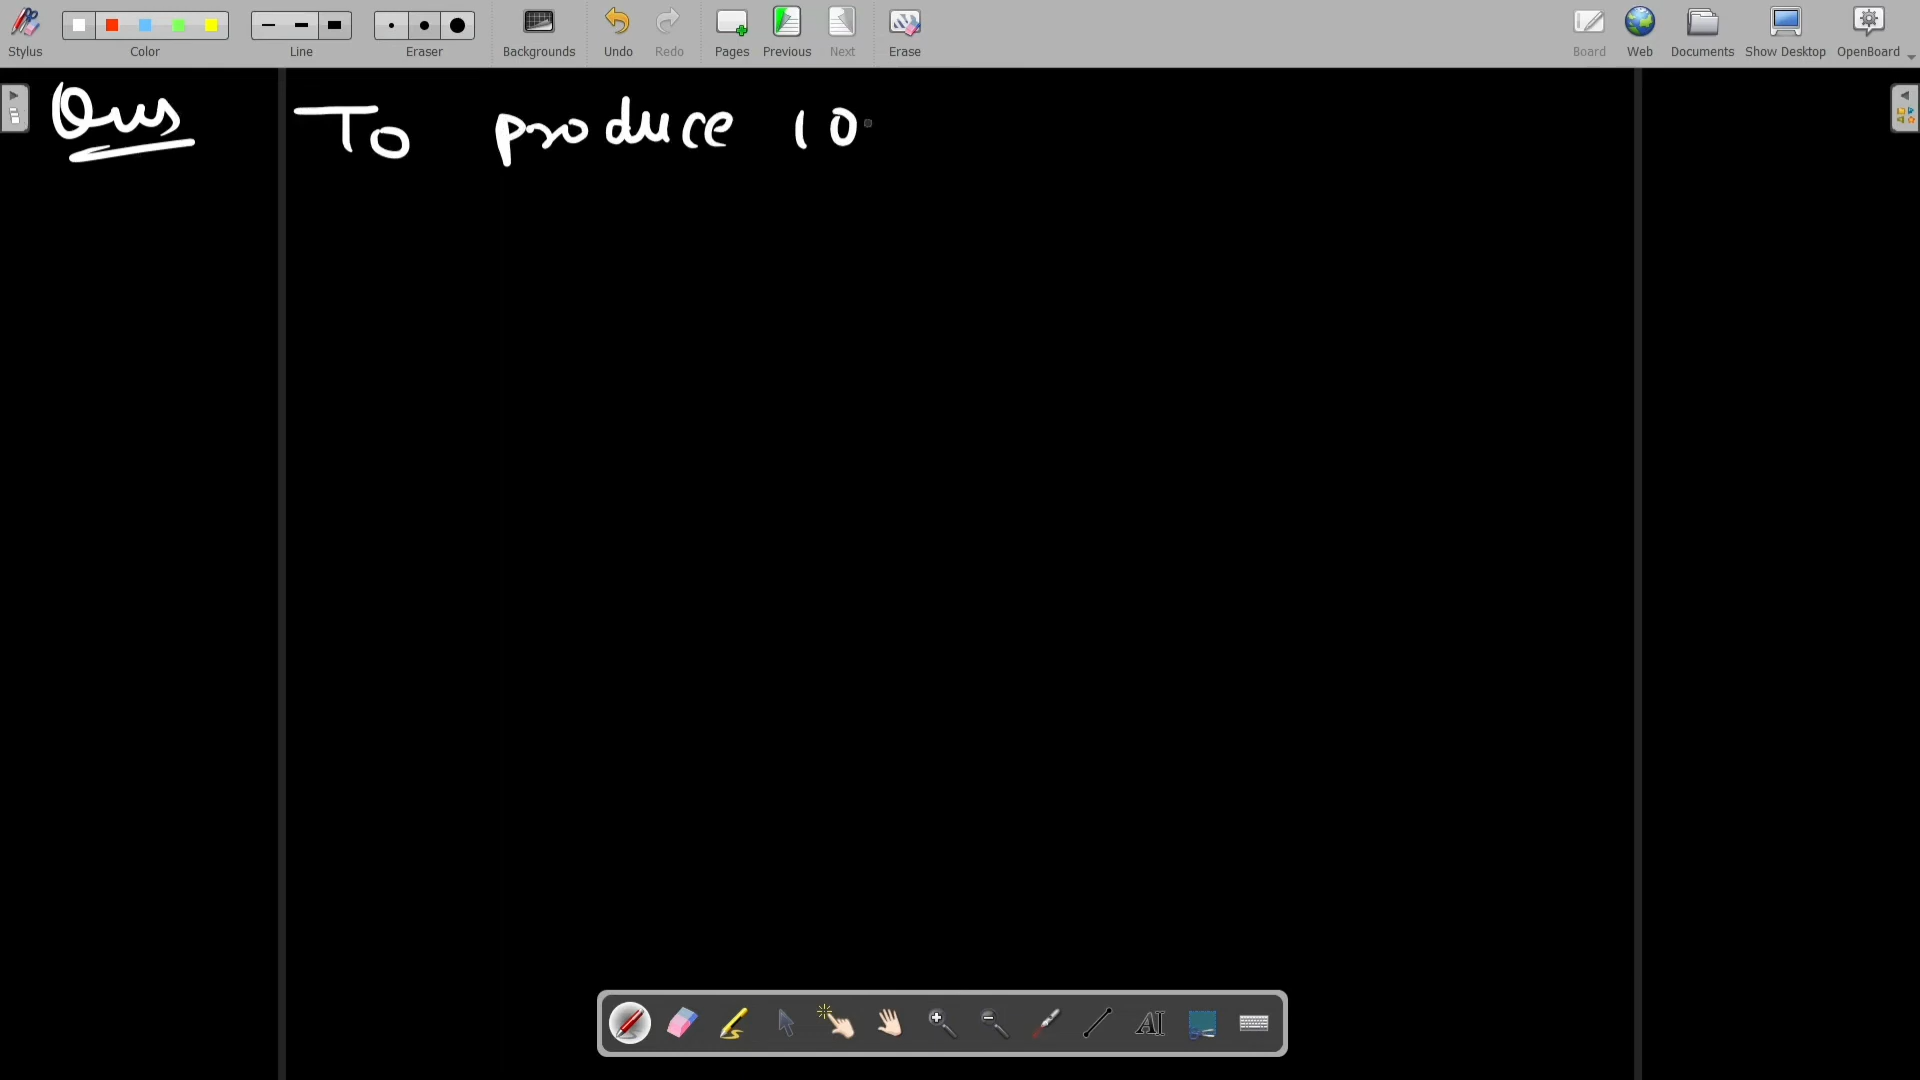 Stylus Color Line Eraser Backgrounds Undo Redo Pages Previous Next Erase Board Web Documents Show Desktop OpenBoard
Ques To produce 10
AI